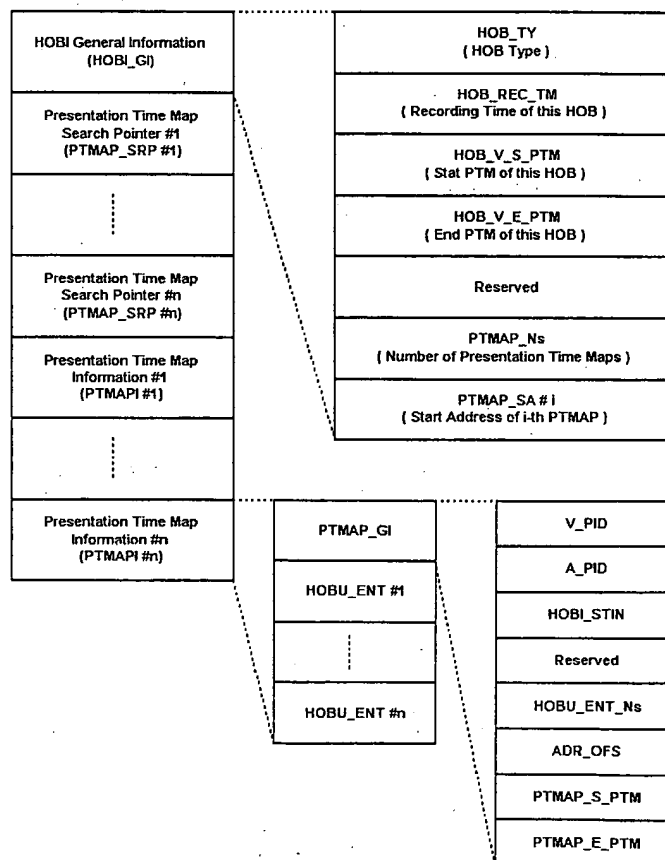 HOBI General Information
(HOBI_GI)
Presentation Time Map
Search Pointer #1
(PTMAP_SRP #1)
Presentation Time Map
Search Pointer #n
(PTMAP_SRP #n)
Presentation Time Map
Information #1
(PTMAPI #1)
Presentation Time Map
Information #n
(PTMAPI #n)
HOB_TY
( HOB Type )
HOB_REC_TM
( Recording Time of this HOB )
HOB_V_S_PTM
( Stat PTM of this HOB )
HOB_V_E_PTM
( End PTM of this HOB )
Reserved
PTMAP_Ns
( Number of Presentation Time Maps )
PTMAP_SA # i
( Start Address of i-th PTMAP )
PTMAP_GI
HOBU_ENT #1
HOBU_ENT #n
V_PID
A_PID
HOBI_STIN
Reserved
HOBU_ENT_Ns
ADR_OFS
PTMAP_S_PTM
PTMAP_E_PTM